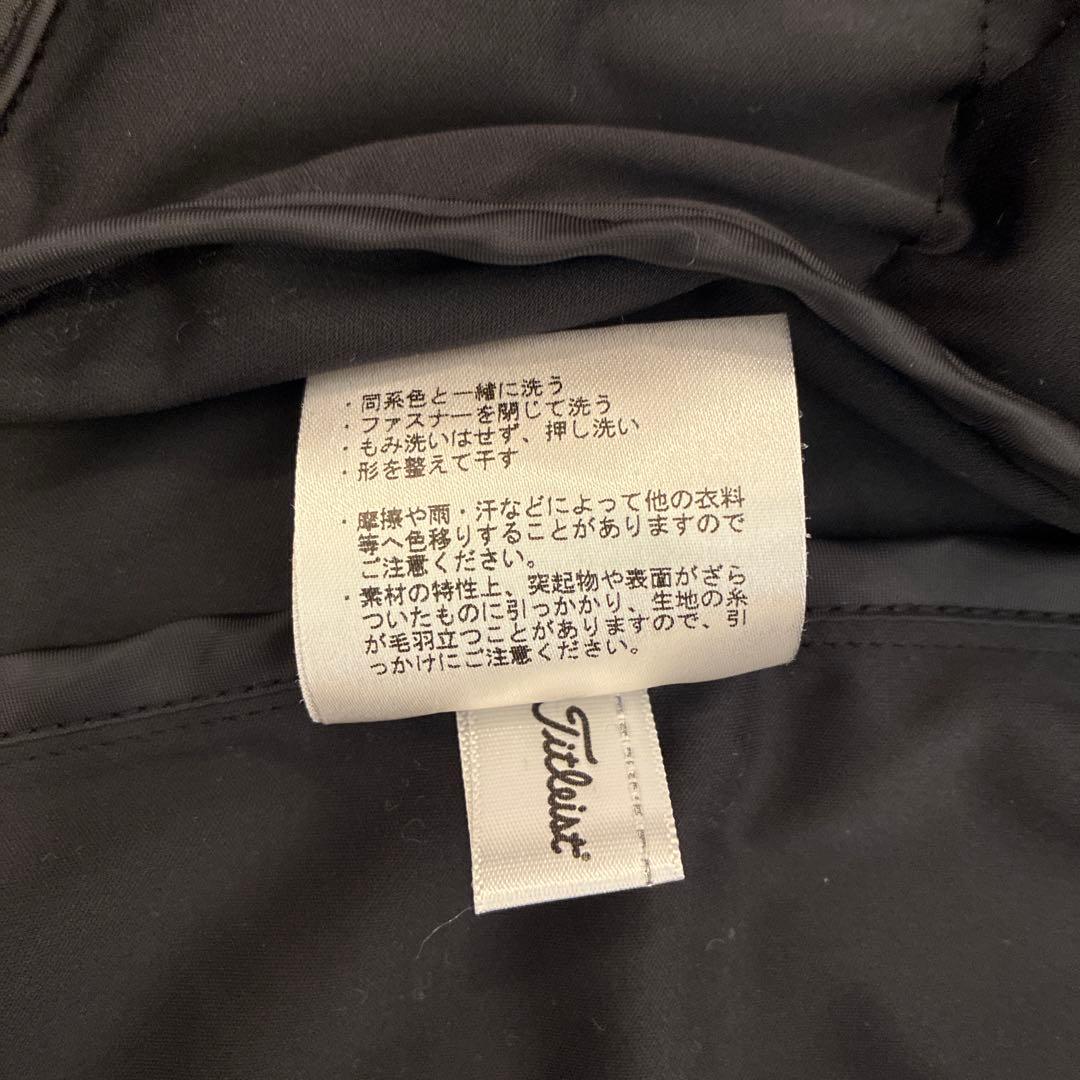 ・同系色と一緒に洗う
・ファスナーを閉じて洗う
・もみ洗いはせず、押し洗い
・形を整えて干す
・摩擦や雨・汗などによって他の衣料
等へ色移りすることがありますので
ご注意ください。
・素材の特性上、突起物や表面がざら
ついたものに引っかかり、生地の糸
が毛羽立つことがありますので、引
っかけにご注意ください。
Titleist®